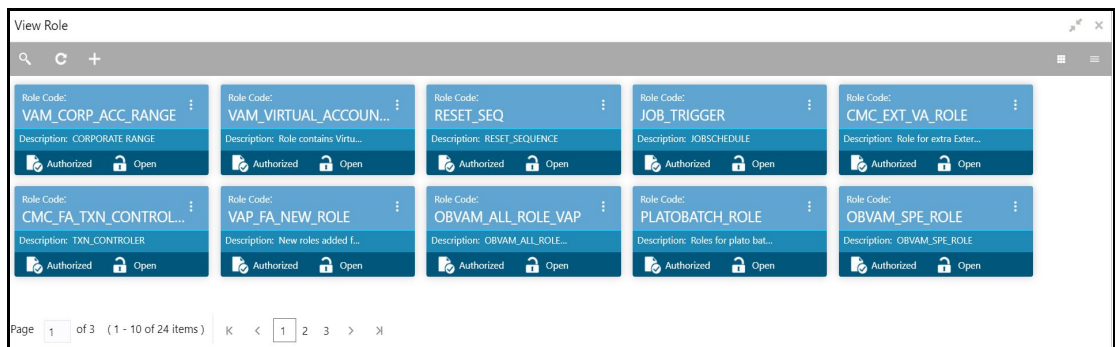 View Role
Role Code: Role Code: Role Code: Role Code: Role Code:
VAM_CORP_ACC_RANGE VAM_VIRTUAL_ACCOUN... RESET_SEQ JOB_TRIGGER CMC_EXT_VA_ROLE
Description: CORPORATE RANGE Description: Role contains Virtu... Description: RESET_SEQUENCE Description: JOBSCHEDULE Description: Role for extra Exter...
Authorized Open Authorized Open Authorized Open Authorized Open Authorized Open
Role Code: Role Code: Role Code: Role Code: Role Code:
CMC_FA_TXN_CONTROL... VAP_FA_NEW_ROLE OBVAM_ALL_ROLE_VAP PLATOBATCH_ROLE OBVAM_SPE_ROLE
Description: TXN_CONTROLER Description: New roles added f... Description: OBVAM_ALL_ROLE... Description: Roles for plato bat... Description: OBVAM_SPE_ROLE
Authorized Open Authorized Open Authorized Open Authorized Open Authorized Open
Page 1 of 3 ( 1 - 10 of 24 items ) 1 2 3